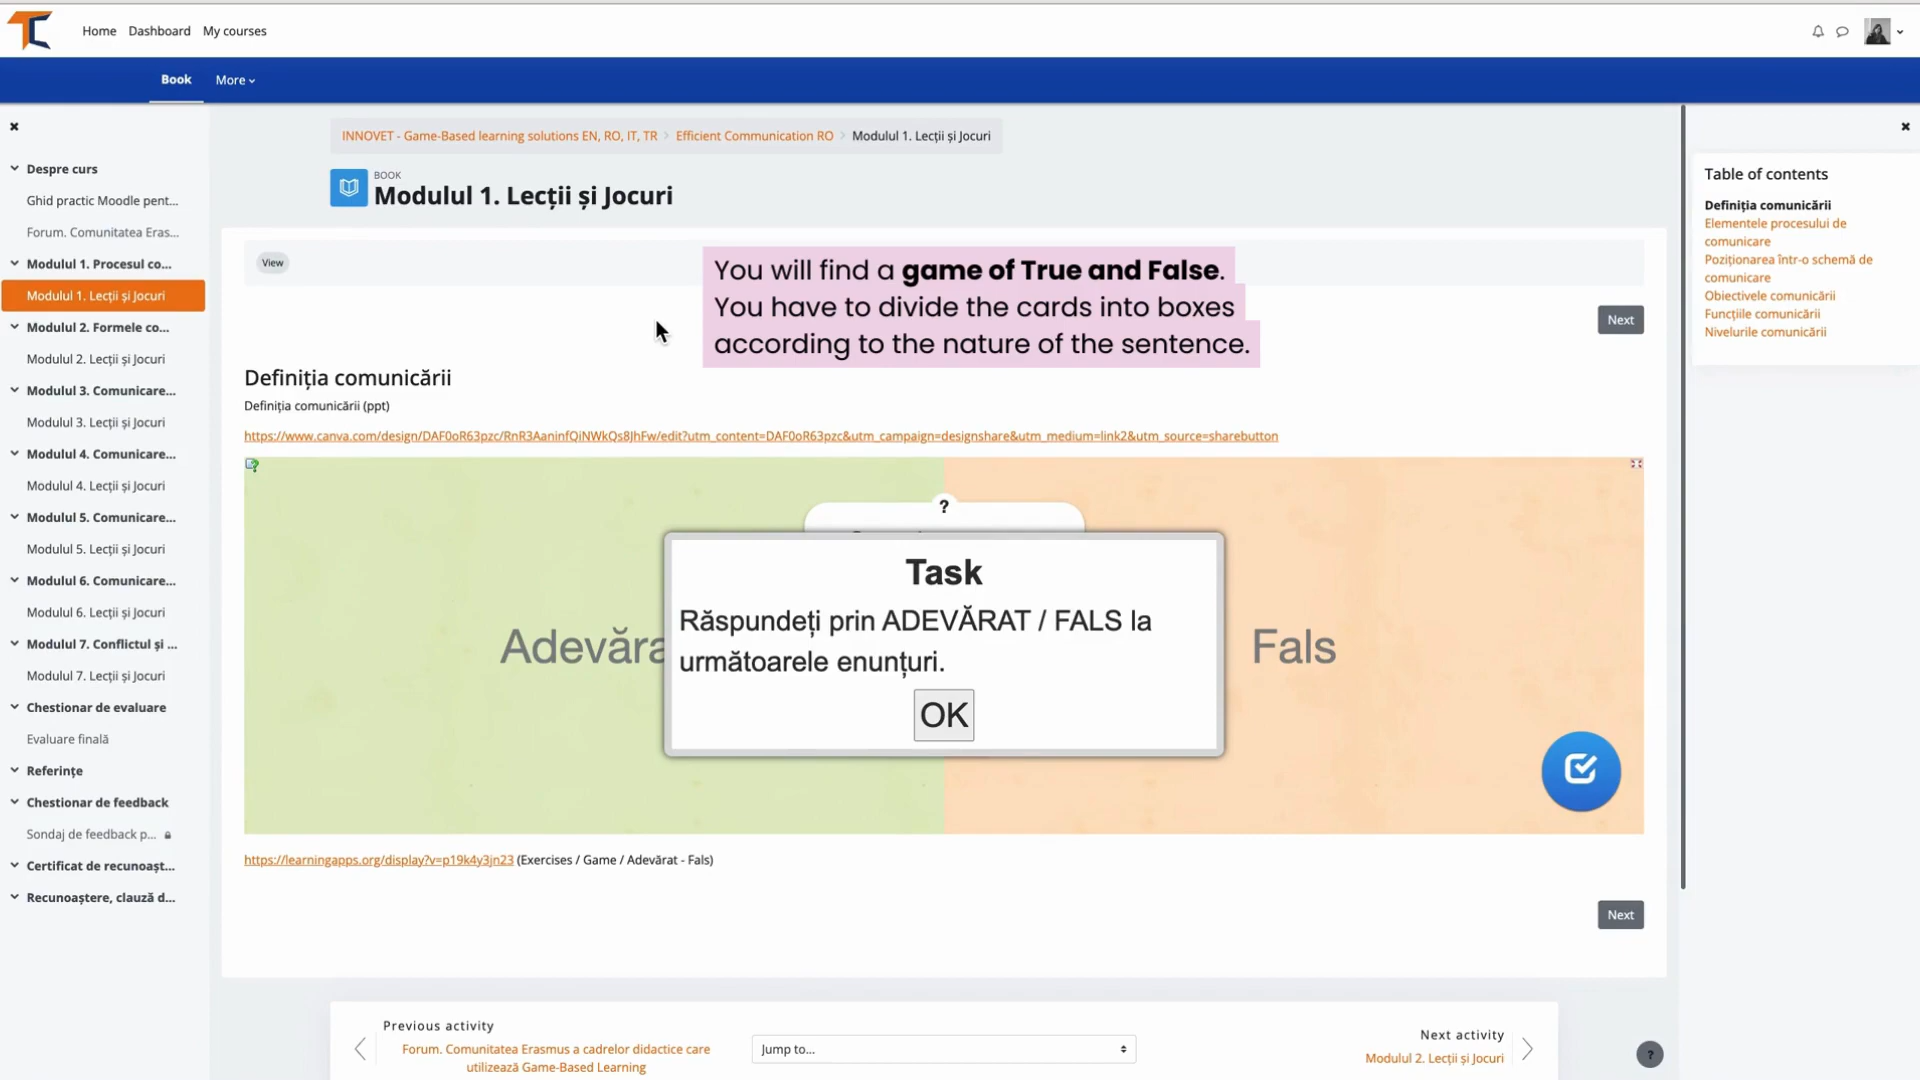 Home Dashboard My courses
Book More
INNOVET - Game-Based learning solutions EN, RO, IT, TR > Efficient Communication RO > Modulul 1. Lecții și Jocuri
BOOK
Modulul 1. Lecții și Jocuri
Despre curs
Ghid practic Moodle pent...
Forum. Comunitatea Eras...
Modulul 1. Procesul co...
Modulul 1. Lecții și Jocuri
Modulul 2. Formele co...
Modulul 2. Lecții și Jocuri
Modulul 3. Comunicare...
Modulul 3. Lecții și Jocuri
Modulul 4. Comunicare...
Modulul 4. Lecții și Jocuri
Modulul 5. Comunicare...
Modulul 5. Lecții și Jocuri
Modulul 6. Comunicare...
Modulul 6. Lecții și Jocuri
Modulul 7. Conflictul și ...
Modulul 7. Lecții și Jocuri
Chestionar de evaluare
Evaluare finală
Referințe
Chestionar de feedback
Sondaj de feedback p...
Certificat de recunoașt...
Recunoaștere, clauză d...
View
You will find a game of True and False.
You have to divide the cards into boxes
according to the nature of the sentence.
Next
Definiția comunicării
Definiția comunicării (ppt)
https://www.canva.com/design/DAF0oR63pzc/RnR3AaninfQiNWkQs8JhFw/edit?utm_content=DAF0oR63pzc&utm_campaign=designshare&utm_medium=link2&utm_source=sharebutton
?
Task
Răspundeți prin ADEVĂRAT / FALS la
următoarele enunțuri.
OK
Adevăra
Fals
https://learningapps.org/display?v=p19k4y3jn23 (Exercises / Game / Adevărat - Fals)
Next
Previous activity
Forum. Comunitatea Erasmus a cadrelor didactice care
utilizează Game-Based Learning
Jump to...
Next activity
Modulul 2. Lecții și Jocuri
?
Table of contents
Definiția comunicării
Elementele procesului de
comunicare
Poziționarea într-o schemă de
comunicare
Obiectivele comunicării
Funcțiile comunicării
Nivelurile comunicării